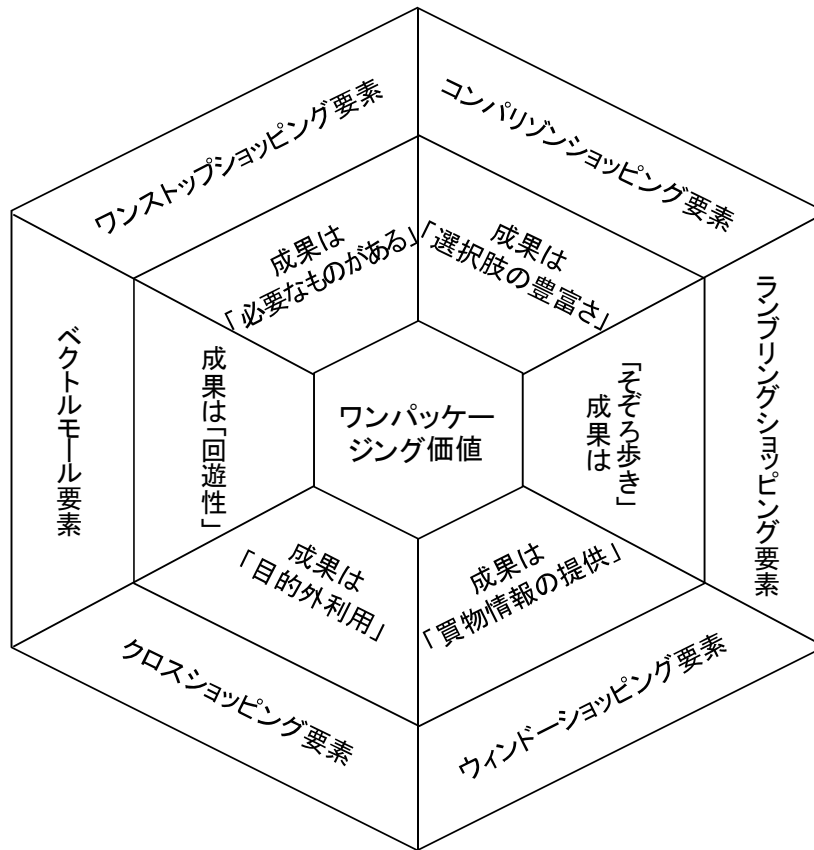 ワンストップショッピング要素
コンパリゾンショッピング要素
成果は
「必要なものがある」
成果は
「選択肢の豊富さ」
ランブリングショッピング要素
ベクトルモール要素
成果は「回遊性」
ワンパッケー
ジング価値
成果は
「そぞろ歩き」
成果は
「目的外利用」
成果は
「買物情報の提供」
クロスショッピング要素
ウィンドーショッピング要素